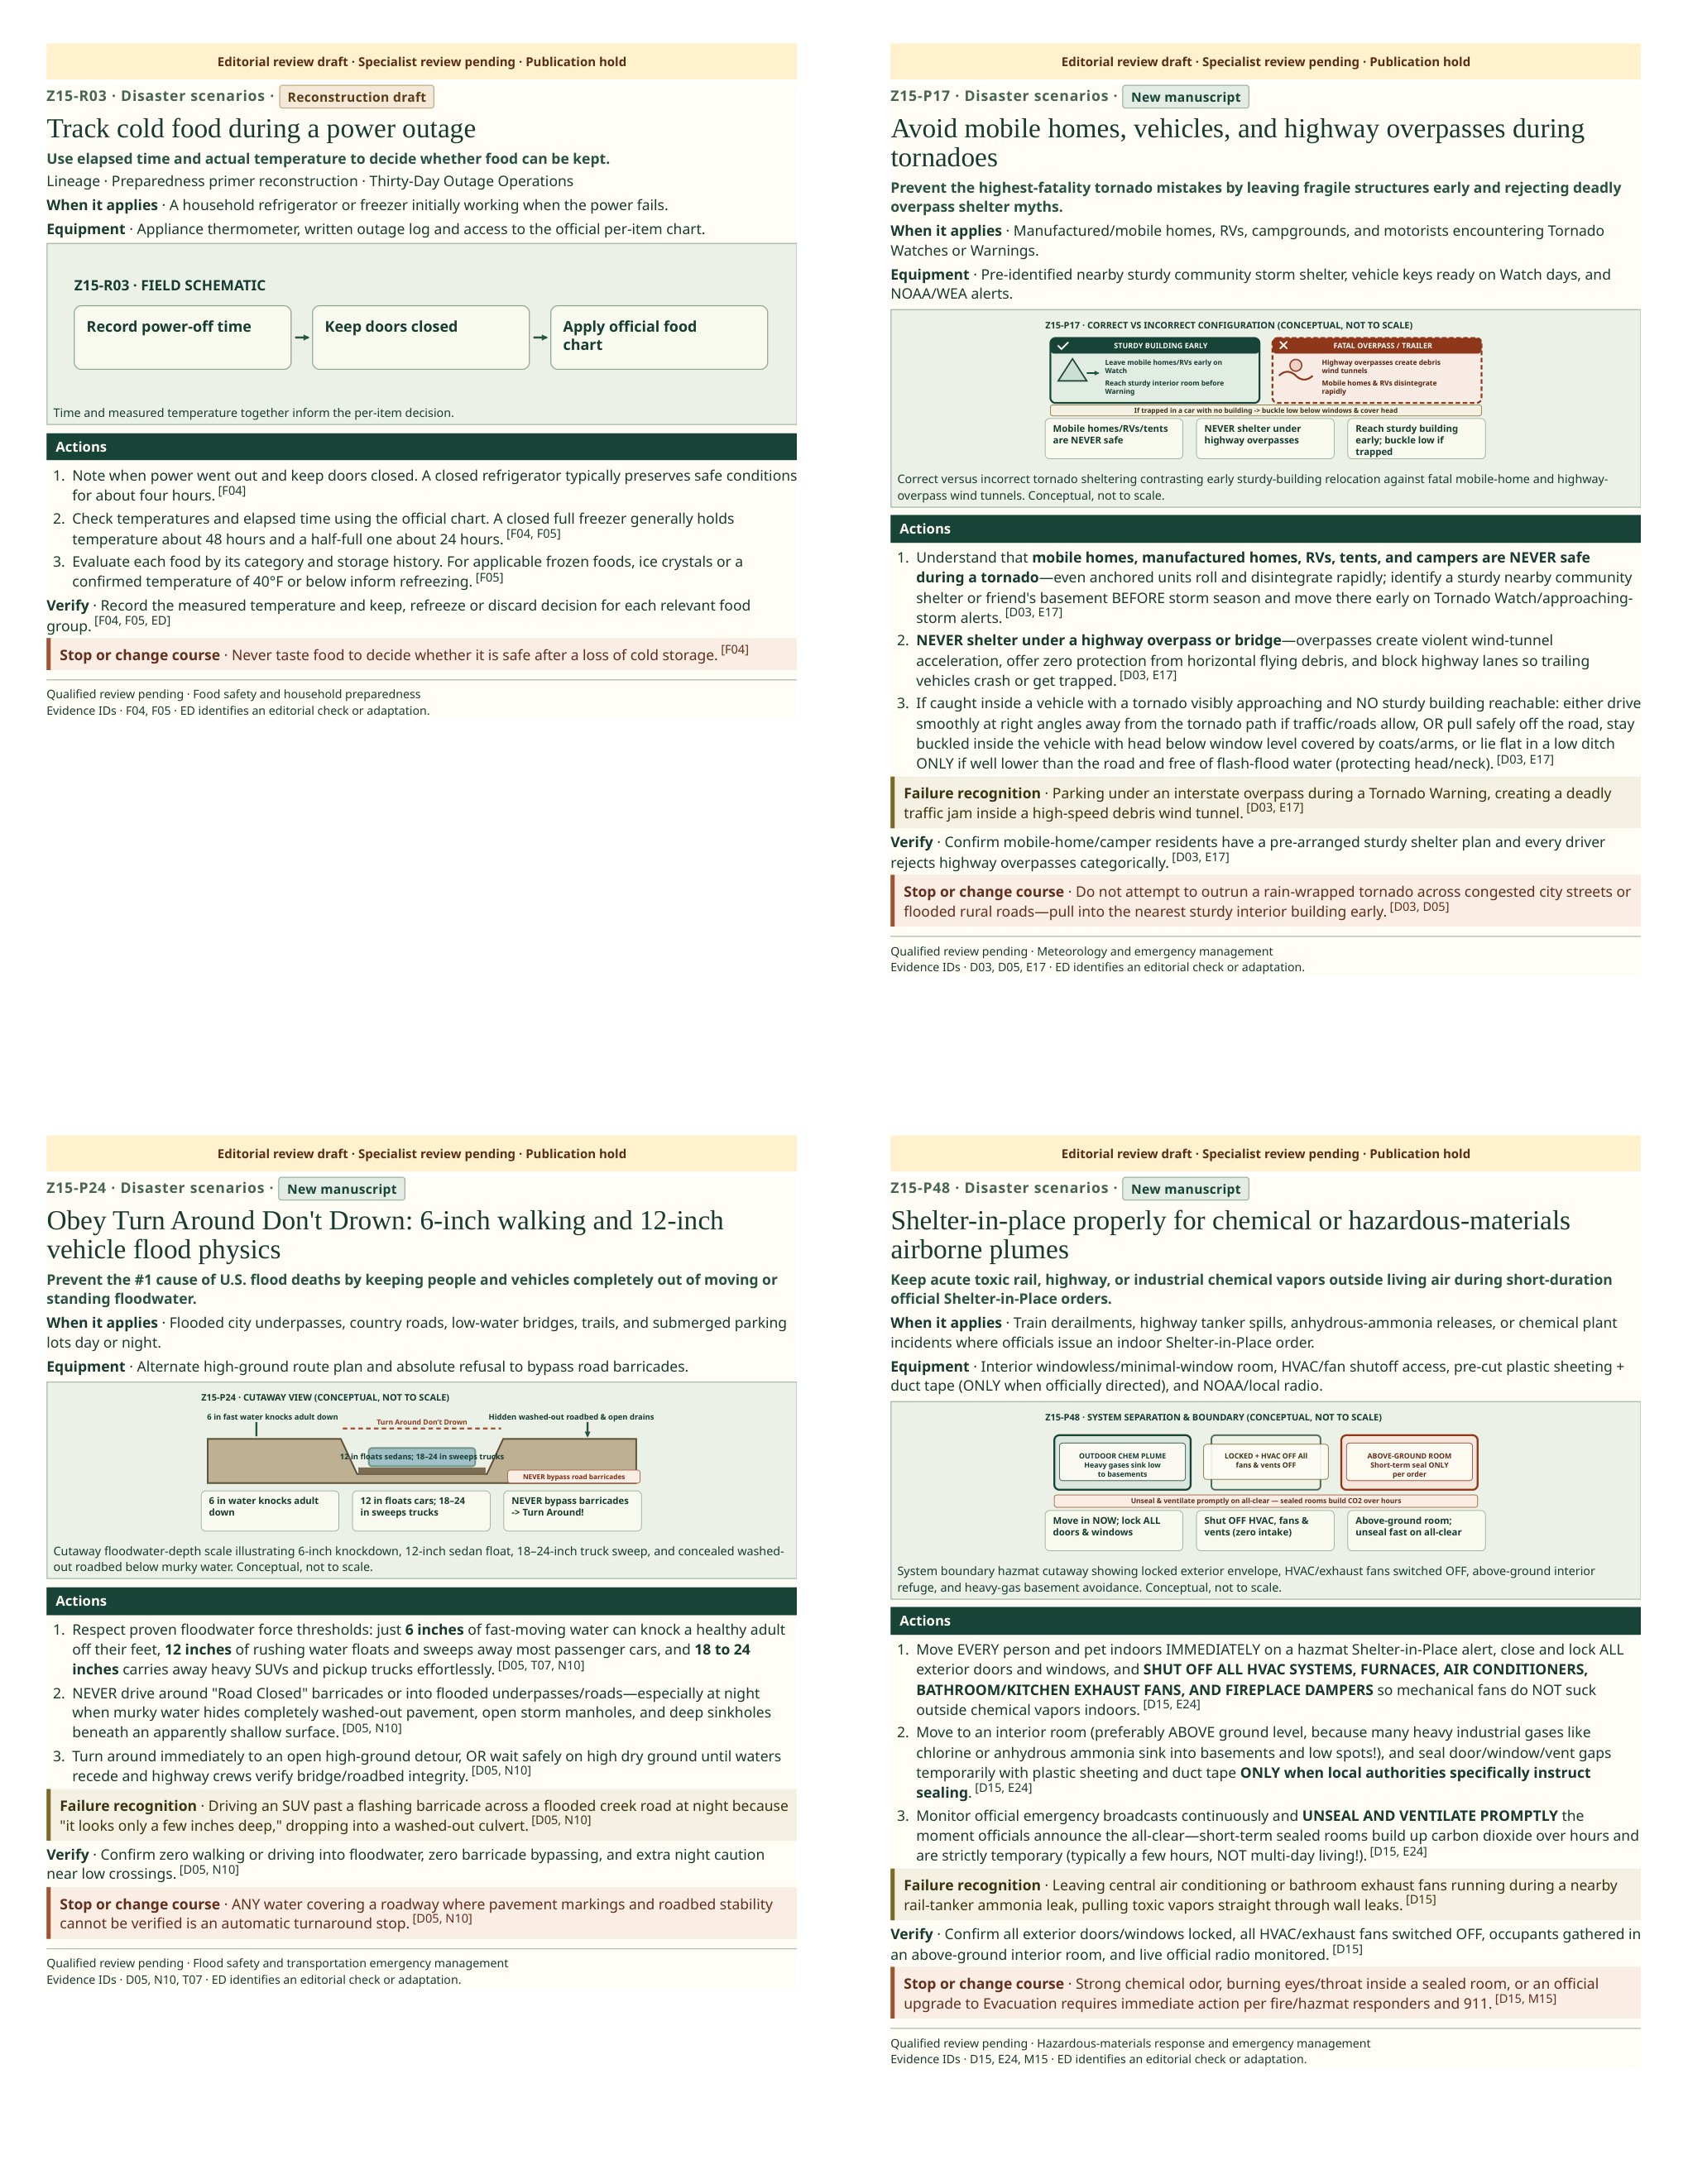 Editorial review draft · Specialist review pending · Publication hold
Z15-R03 · Disaster scenarios · Reconstruction draft
Track cold food during a power outage
Use elapsed time and actual temperature to decide whether food can be kept.
Lineage · Preparedness primer reconstruction · Thirty-Day Outage Operations
When it applies · A household refrigerator or freezer initially working when the power fails.
Equipment · Appliance thermometer, written outage log and access to the official per-item chart.
Z15-R03 · FIELD SCHEMATIC
Record power-off time
Keep doors closed
Apply official food
chart
Time and measured temperature together inform the per-item decision.
Actions
1. Note when power went out and keep doors closed. A closed refrigerator typically preserves safe conditions
for about four hours. [F04]
2. Check temperatures and elapsed time using the official chart. A closed full freezer generally holds
temperature about 48 hours and a half-full one about 24 hours. [F04, F05]
3. Evaluate each food by its category and storage history. For applicable frozen foods, ice crystals or a
confirmed temperature of 40°F or below inform refreezing. [F05]
Verify · Record the measured temperature and keep, refreeze or discard decision for each relevant food
group. [F04, F05, ED]
Stop or change course · Never taste food to decide whether it is safe after a loss of cold storage. [F04]
Qualified review pending · Food safety and household preparedness
Evidence IDs · F04, F05 · ED identifies an editorial check or adaptation.
Editorial review draft · Specialist review pending · Publication hold
Z15-P17 · Disaster scenarios · New manuscript
Avoid mobile homes, vehicles, and highway overpasses during
tornadoes
Prevent the highest-fatality tornado mistakes by leaving fragile structures early and rejecting deadly
overpass shelter myths.
When it applies · Manufactured/mobile homes, RVs, campgrounds, and motorists encountering Tornado
Watches or Warnings.
Equipment · Pre-identified nearby sturdy community storm shelter, vehicle keys ready on Watch days, and
NOAA/WEA alerts.
Z15-P17 · CORRECT VS INCORRECT CONFIGURATION (CONCEPTUAL, NOT TO SCALE)
STURDY BUILDING EARLY
Leave mobile homes/RVs early on
Watch
Reach sturdy interior room before
Warning
FATAL OVERPASS / TRAILER
Highway overpasses create debris
wind tunnels
Mobile homes & RVs disintegrate
rapidly
If trapped in a car with no building -> buckle low below windows & cover head
Mobile homes/RVs/tents
are NEVER safe
NEVER shelter under
highway overpasses
Reach sturdy building
early; buckle low if
trapped
Correct versus incorrect tornado sheltering contrasting early sturdy-building relocation against fatal mobile-home and highway-
overpass wind tunnels. Conceptual, not to scale.
Actions
1. Understand that mobile homes, manufactured homes, RVs, tents, and campers are NEVER safe
during a tornado—even anchored units roll and disintegrate rapidly; identify a sturdy nearby community
shelter or friend's basement BEFORE storm season and move there early on Tornado Watch/approaching-
storm alerts. [D03, E17]
2. NEVER shelter under a highway overpass or bridge—overpasses create violent wind-tunnel
acceleration, offer zero protection from horizontal flying debris, and block highway lanes so trailing
vehicles crash or get trapped. [D03, E17]
3. If caught inside a vehicle with a tornado visibly approaching and NO sturdy building reachable: either drive
smoothly at right angles away from the tornado path if traffic/roads allow, OR pull safely off the road, stay
buckled inside the vehicle with head below window level covered by coats/arms, or lie flat in a low ditch
ONLY if well lower than the road and free of flash-flood water (protecting head/neck). [D03, E17]
Failure recognition · Parking under an interstate overpass during a Tornado Warning, creating a deadly
traffic jam inside a high-speed debris wind tunnel. [D03, E17]
Verify · Confirm mobile-home/camper residents have a pre-arranged sturdy shelter plan and every driver
rejects highway overpasses categorically. [D03, E17]
Stop or change course · Do not attempt to outrun a rain-wrapped tornado across congested city streets or
flooded rural roads—pull into the nearest sturdy interior building early. [D03, D05]
Qualified review pending · Meteorology and emergency management
Evidence IDs · D03, D05, E17 · ED identifies an editorial check or adaptation.
Editorial review draft · Specialist review pending · Publication hold
Z15-P24 · Disaster scenarios · New manuscript
Obey Turn Around Don't Drown: 6-inch walking and 12-inch
vehicle flood physics
Prevent the #1 cause of U.S. flood deaths by keeping people and vehicles completely out of moving or
standing floodwater.
When it applies · Flooded city underpasses, country roads, low-water bridges, trails, and submerged parking
lots day or night.
Equipment · Alternate high-ground route plan and absolute refusal to bypass road barricades.
Z15-P24 · CUTAWAY VIEW (CONCEPTUAL, NOT TO SCALE)
6 in fast water knocks adult down
Turn Around Don't Drown
Hidden washed-out roadbed & open drains
12 in floats sedans; 18–24 in sweeps trucks
NEVER bypass road barricades
6 in water knocks adult
down
12 in floats cars; 18–24
in sweeps trucks
NEVER bypass barricades
-> Turn Around!
Cutaway floodwater-depth scale illustrating 6-inch knockdown, 12-inch sedan float, 18–24-inch truck sweep, and concealed washed-
out roadbed below murky water. Conceptual, not to scale.
Actions
1. Respect proven floodwater force thresholds: just 6 inches of fast-moving water can knock a healthy adult
off their feet, 12 inches of rushing water floats and sweeps away most passenger cars, and 18 to 24
inches carries away heavy SUVs and pickup trucks effortlessly. [D05, T07, N10]
2. NEVER drive around "Road Closed" barricades or into flooded underpasses/roads—especially at night
when murky water hides completely washed-out pavement, open storm manholes, and deep sinkholes
beneath an apparently shallow surface. [D05, N10]
3. Turn around immediately to an open high-ground detour, OR wait safely on high dry ground until waters
recede and highway crews verify bridge/roadbed integrity. [D05, N10]
Failure recognition · Driving an SUV past a flashing barricade across a flooded creek road at night because
"it looks only a few inches deep," dropping into a washed-out culvert. [D05, N10]
Verify · Confirm zero walking or driving into floodwater, zero barricade bypassing, and extra night caution
near low crossings. [D05, N10]
Stop or change course · ANY water covering a roadway where pavement markings and roadbed stability
cannot be verified is an automatic turnaround stop. [D05, N10]
Qualified review pending · Flood safety and transportation emergency management
Evidence IDs · D05, N10, T07 · ED identifies an editorial check or adaptation.
Editorial review draft · Specialist review pending · Publication hold
Z15-P48 · Disaster scenarios · New manuscript
Shelter-in-place properly for chemical or hazardous-materials
airborne plumes
Keep acute toxic rail, highway, or industrial chemical vapors outside living air during short-duration
official Shelter-in-Place orders.
When it applies · Train derailments, highway tanker spills, anhydrous-ammonia releases, or chemical plant
incidents where officials issue an indoor Shelter-in-Place order.
Equipment · Interior windowless/minimal-window room, HVAC/fan shutoff access, pre-cut plastic sheeting +
duct tape (ONLY when officially directed), and NOAA/local radio.
Z15-P48 · SYSTEM SEPARATION & BOUNDARY (CONCEPTUAL, NOT TO SCALE)
OUTDOOR CHEM PLUME
Heavy gases sink low
to basements
LOCKED + HVAC OFF All
fans & vents OFF
ABOVE-GROUND ROOM
Short-term seal ONLY
per order
Unseal & ventilate promptly on all-clear — sealed rooms build CO2 over hours
Move in NOW; lock ALL
doors & windows
Shut OFF HVAC, fans &
vents (zero intake)
Above-ground room;
unseal fast on all-clear
System boundary hazmat cutaway showing locked exterior envelope, HVAC/exhaust fans switched OFF, above-ground interior
refuge, and heavy-gas basement avoidance. Conceptual, not to scale.
Actions
1. Move EVERY person and pet indoors IMMEDIATELY on a hazmat Shelter-in-Place alert, close and lock ALL
exterior doors and windows, and SHUT OFF ALL HVAC SYSTEMS, FURNACES, AIR CONDITIONERS,
BATHROOM/KITCHEN EXHAUST FANS, AND FIREPLACE DAMPERS so mechanical fans do NOT suck
outside chemical vapors indoors. [D15, E24]
2. Move to an interior room (preferably ABOVE ground level, because many heavy industrial gases like
chlorine or anhydrous ammonia sink into basements and low spots!), and seal door/window/vent gaps
temporarily with plastic sheeting and duct tape ONLY when local authorities specifically instruct
sealing. [D15, E24]
3. Monitor official emergency broadcasts continuously and UNSEAL AND VENTILATE PROMPTLY the
moment officials announce the all-clear—short-term sealed rooms build up carbon dioxide over hours and
are strictly temporary (typically a few hours, NOT multi-day living!). [D15, E24]
Failure recognition · Leaving central air conditioning or bathroom exhaust fans running during a nearby
rail-tanker ammonia leak, pulling toxic vapors straight through wall leaks. [D15]
Verify · Confirm all exterior doors/windows locked, all HVAC/exhaust fans switched OFF, occupants gathered in
an above-ground interior room, and live official radio monitored. [D15]
Stop or change course · Strong chemical odor, burning eyes/throat inside a sealed room, or an official
upgrade to Evacuation requires immediate action per fire/hazmat responders and 911. [D15, M15]
Qualified review pending · Hazardous-materials response and emergency management
Evidence IDs · D15, E24, M15 · ED identifies an editorial check or adaptation.